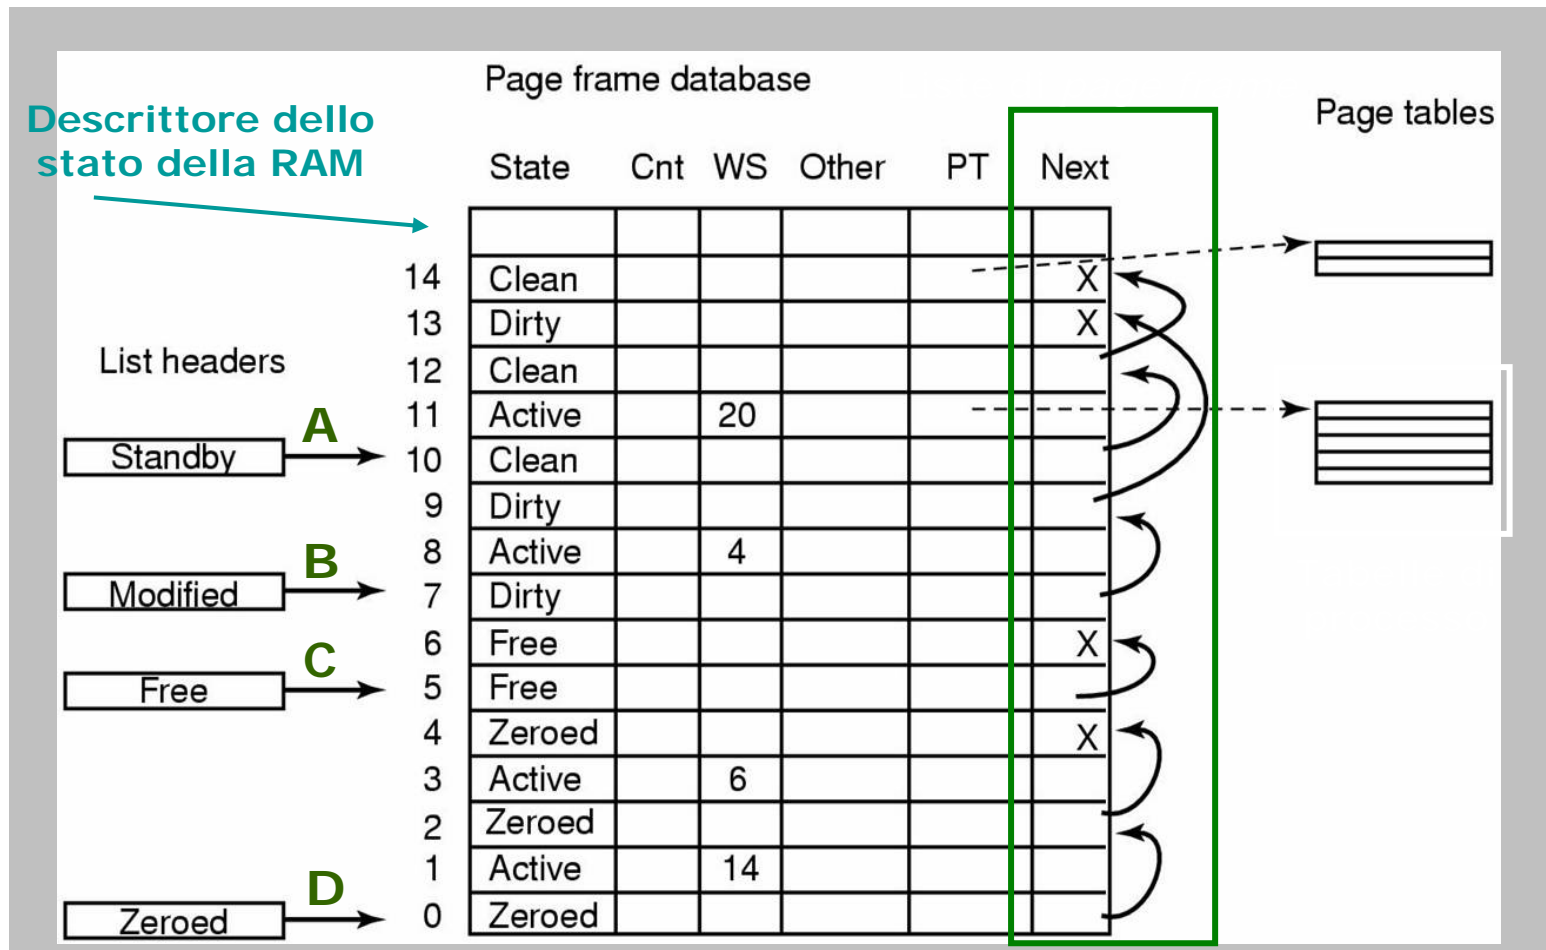 Page frame database
Descrittore dello
stato della RAM
Page tables
State Cnt WS Other PT Next
14 Clean X
13 Dirty X
List headers
12 Clean
A
11 Active 20
Standby
10 Clean
9 Dirty
B
8 Active 4
Modified
7 Dirty
6 Free X
C
Free
5 Free
4 Zeroed X
3 Active 6
2 Zeroed
1 Active 14
D
Zeroed
0 Zeroed